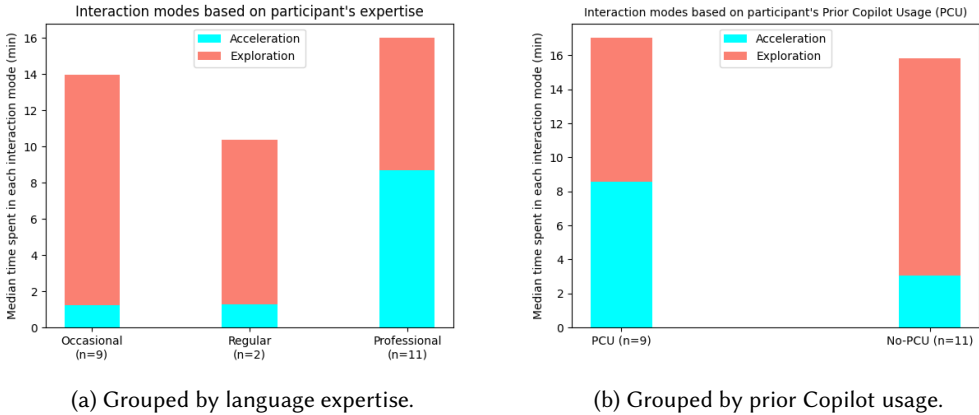 Interaction modes based on participant's expertise
Median time spent in each interaction mode (min)
16
14
12
10
8
6
4
2
0
Acceleration
Exploration
Occasional
(n=9)
Regular
(n=2)
Professional
(n=11)
(a) Grouped by language expertise.
Interaction modes based on participant's Prior Copilot Usage (PCU)
Median time spent in each interaction mode (min)
16
14
12
10
8
6
4
2
0
Acceleration
Exploration
PCU (n=9)
No-PCU (n=11)
(b) Grouped by prior Copilot usage.